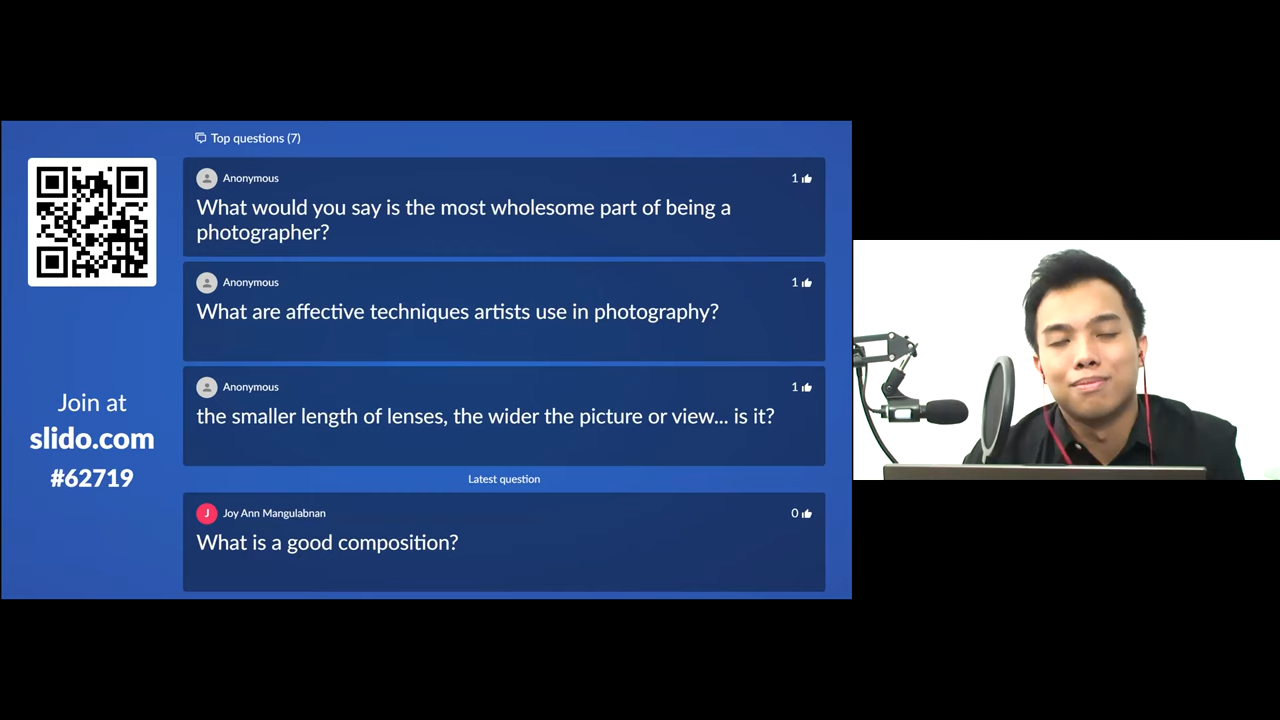 Top questions (7)
Anonymous
1
What would you say is the most wholesome part of being a
photographer?
Anonymous
1
What are affective techniques artists use in photography?
Anonymous
1
the smaller length of lenses, the wider the picture or view... is it?
Latest question
J
Joy Ann Mangulabnan
0
What is a good composition?
Join at
slido.com
#62719